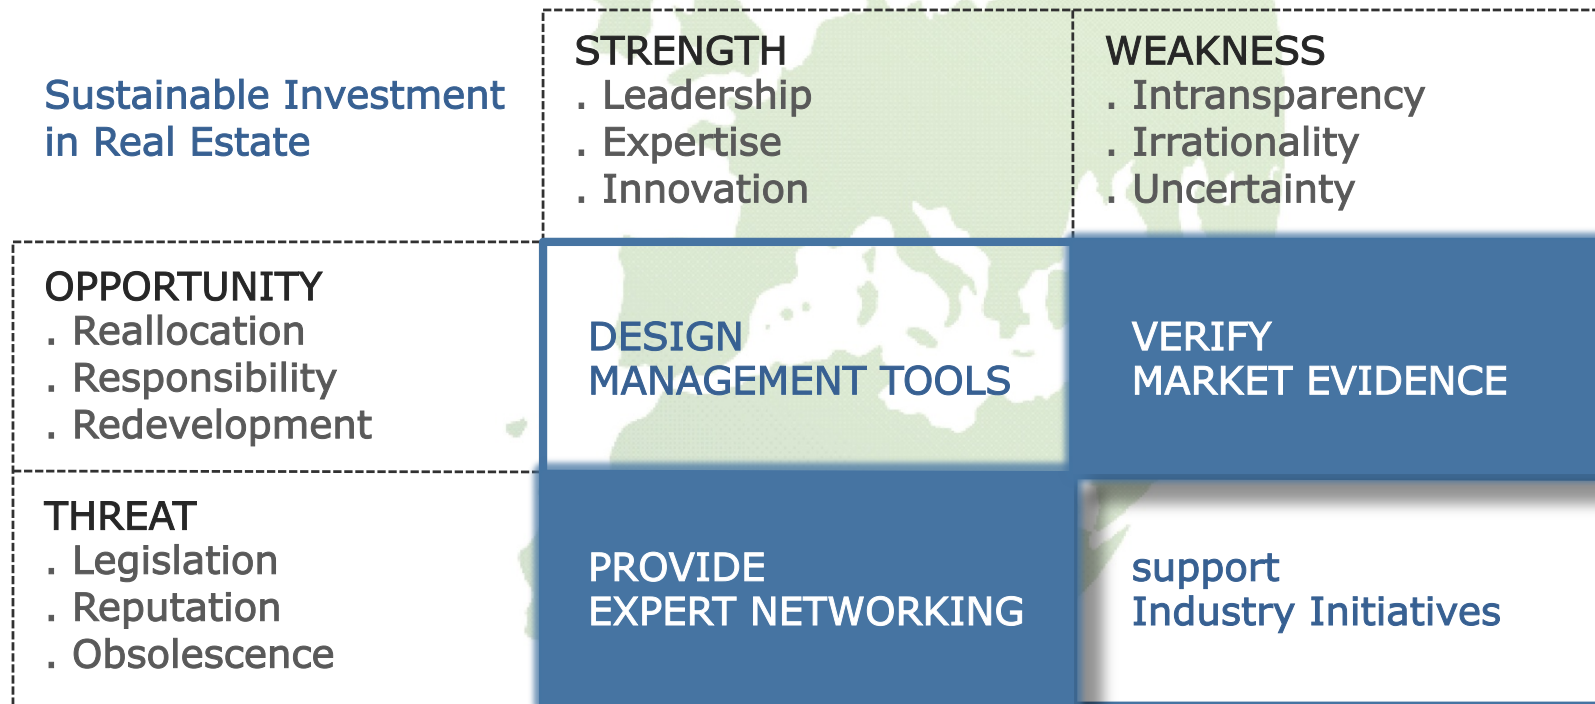 Sustainable Investment
in Real Estate
STRENGTH
. Leadership
. Expertise
. Innovation
WEAKNESS
. Intransparency
. Irrationality
. Uncertainty
OPPORTUNITY
. Reallocation
. Responsibility
. Redevelopment
DESIGN
MANAGEMENT TOOLS
VERIFY
MARKET EVIDENCE
THREAT
. Legislation
. Reputation
. Obsolescence
PROVIDE
EXPERT NETWORKING
support
Industry Initiatives